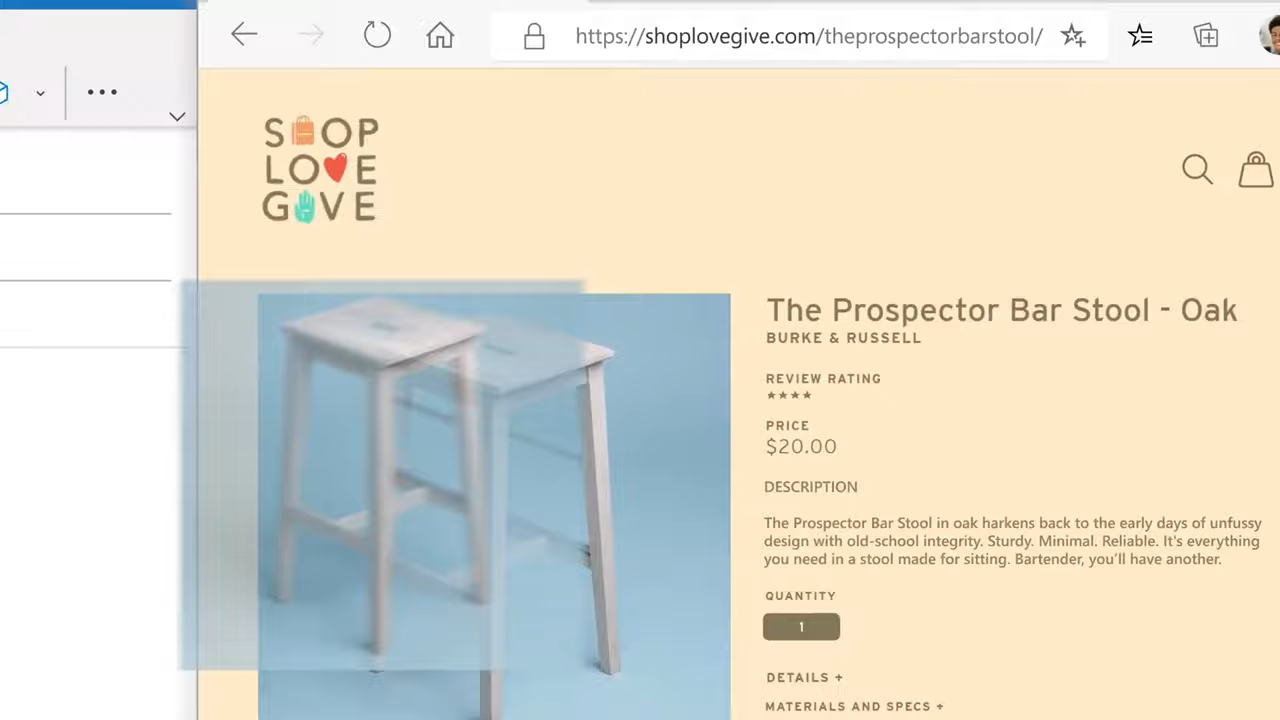 https://shoplovegive.com/theprospectorbarstool/
SHOP
LOVE
GIVE
The Prospector Bar Stool - Oak
BURKE & RUSSELL
REVIEW RATING
★★★★
PRICE
$20.00
DESCRIPTION
The Prospector Bar Stool in oak harkens back to the early days of unfussy
design with old-school integrity. Sturdy. Minimal. Reliable. It's everything
you need in a stool made for sitting. Bartender, you'll have another.
QUANTITY
1
DETAILS +
MATERIALS AND SPECS +